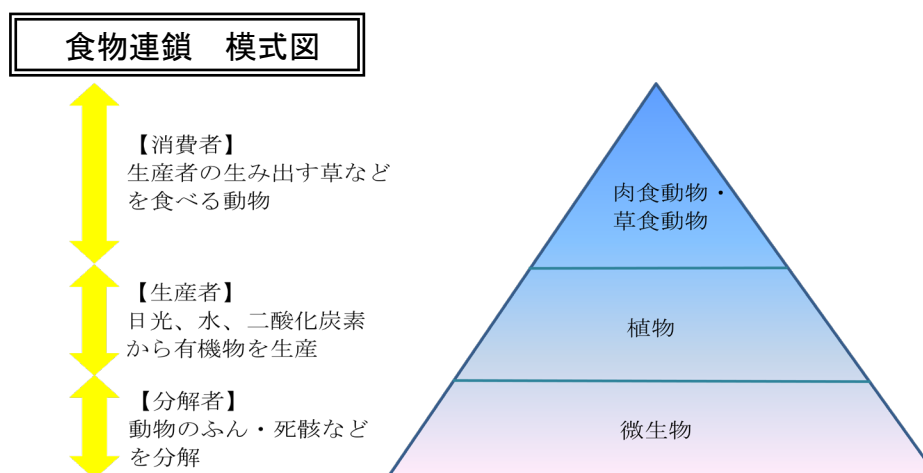 食物連鎖　模式図
【消費者】
生産者の生み出す草など
を食べる動物
肉食動物・
草食動物
【生産者】
日光、水、二酸化炭素
から有機物を生産
植物
【分解者】
動物のふん・死骸など
を分解
微生物